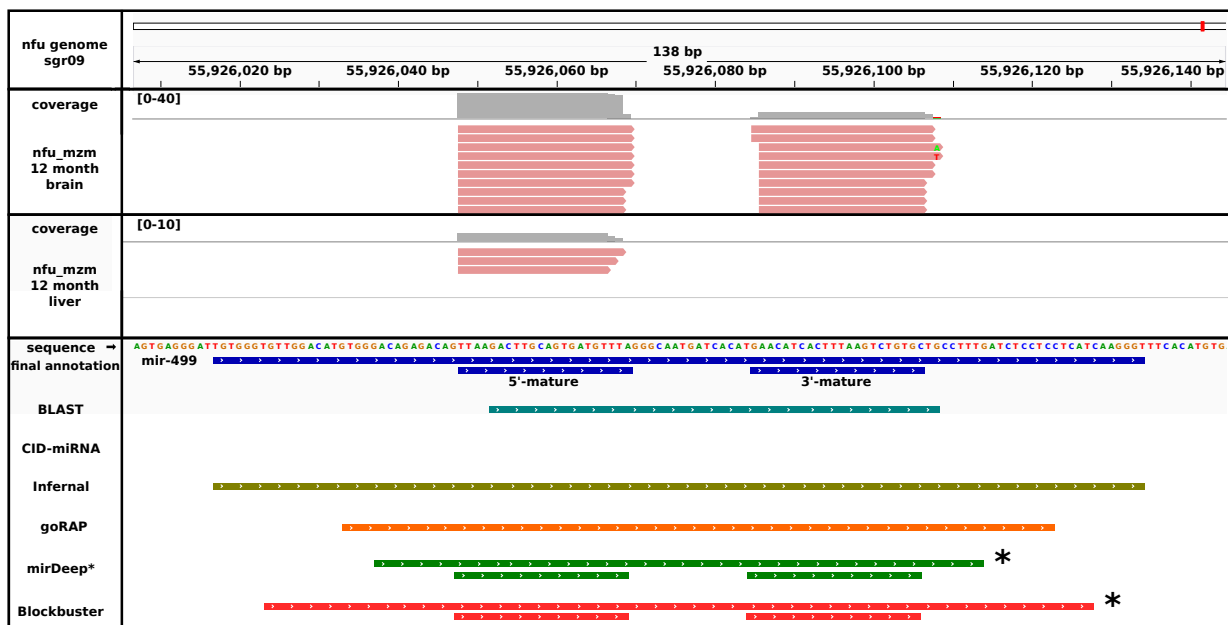 nfu genome
sgr09
138 bp
55,926,020 bp 55,926,040 bp 55,926,060 bp 55,926,080 bp 55,926,100 bp 55,926,120 bp 55,926,140 bp
coverage [0-40]
nfu_mzm
12 month
brain
A
T
coverage [0-10]
nfu_mzm
12 month
liver
sequence → AGTGAGGGATTGTGGGTGTTGGACATGTGGGACAGAGACAGTTAAGACTTGCAGTGATGTTTAGGGCAATGATCACATGAACATCACTTTAAGTCTGTGCTGCCTTTGATCTCCTCCTCATCAAGGGTTTCACATGTG
final annotation mir-499
5'-mature 3'-mature
BLAST
CID-miRNA
Infernal
goRAP
mirDeep* *
Blockbuster *